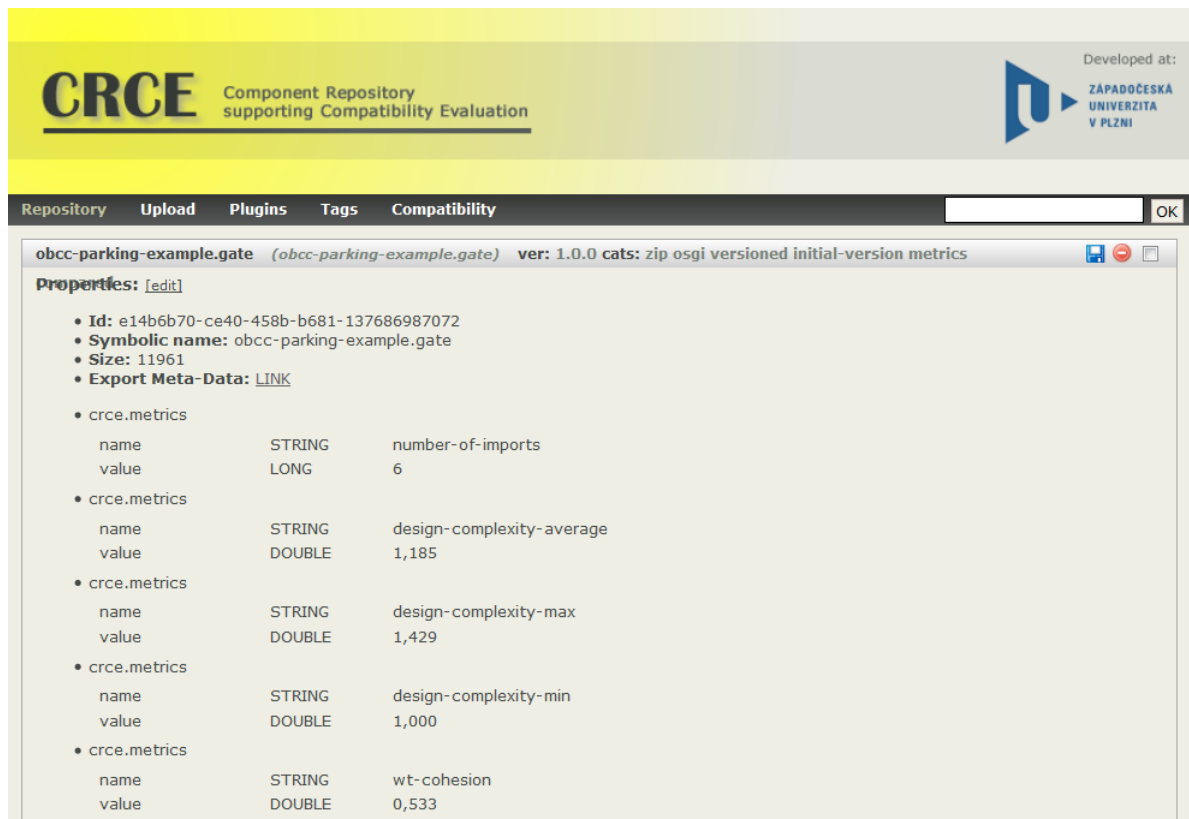 CRCE
Component Repository
supporting Compatibility Evaluation
Developed at:
ZÁPADOČESKÁ
UNIVERZITA
V PLZNI
Repository Upload Plugins Tags Compatibility OK
obcc-parking-example.gate (obcc-parking-example.gate) ver: 1.0.0 cats: zip osgi versioned initial-version metrics
Properties: [edit]
• Id: e14b6b70-ce40-458b-b681-137686987072
• Symbolic name: obcc-parking-example.gate
• Size: 11961
• Export Meta-Data: LINK
• crce.metrics
name STRING number-of-imports
value LONG 6
• crce.metrics
name STRING design-complexity-average
value DOUBLE 1,185
• crce.metrics
name STRING design-complexity-max
value DOUBLE 1,429
• crce.metrics
name STRING design-complexity-min
value DOUBLE 1,000
• crce.metrics
name STRING wt-cohesion
value DOUBLE 0,533